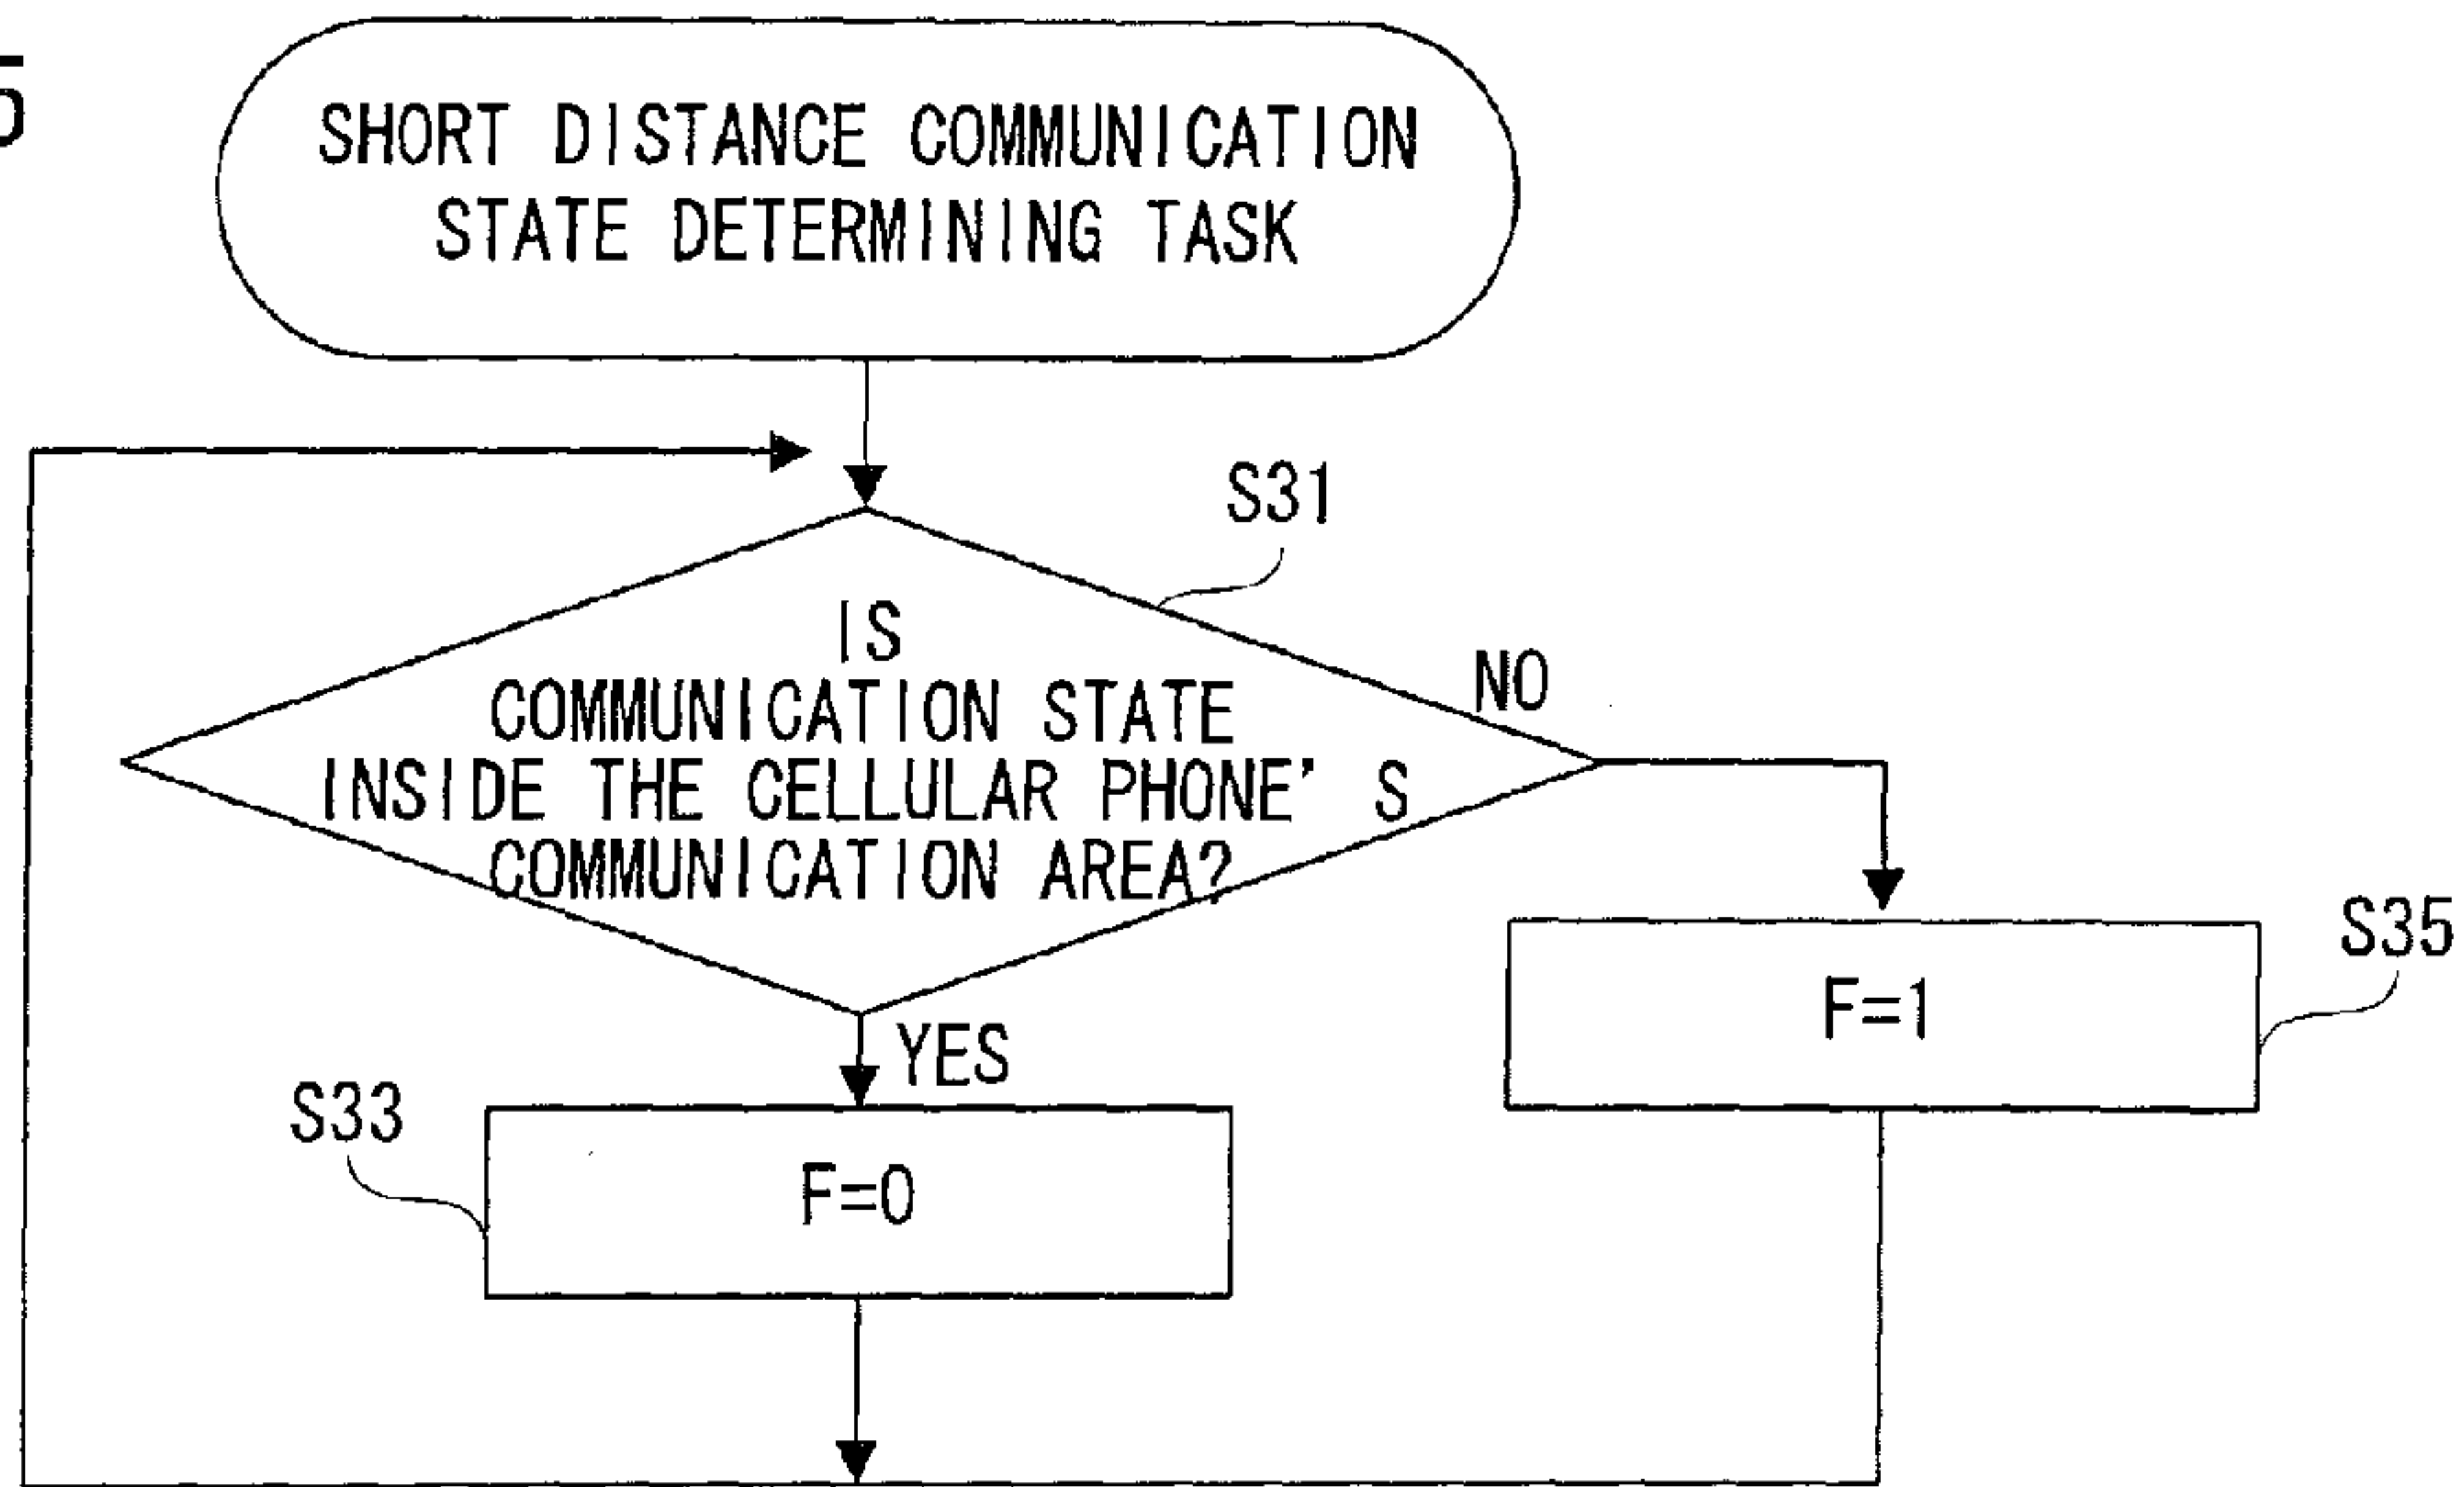 5
SHORT DISTANCE COMMUNICATION
STATE DETERMINING TASK
S31
IS
COMMUNICATION STATE
INSIDE THE CELLULAR PHONE' S
COMMUNICATION AREA?
NO
S35
F=1
YES
S33
F=0